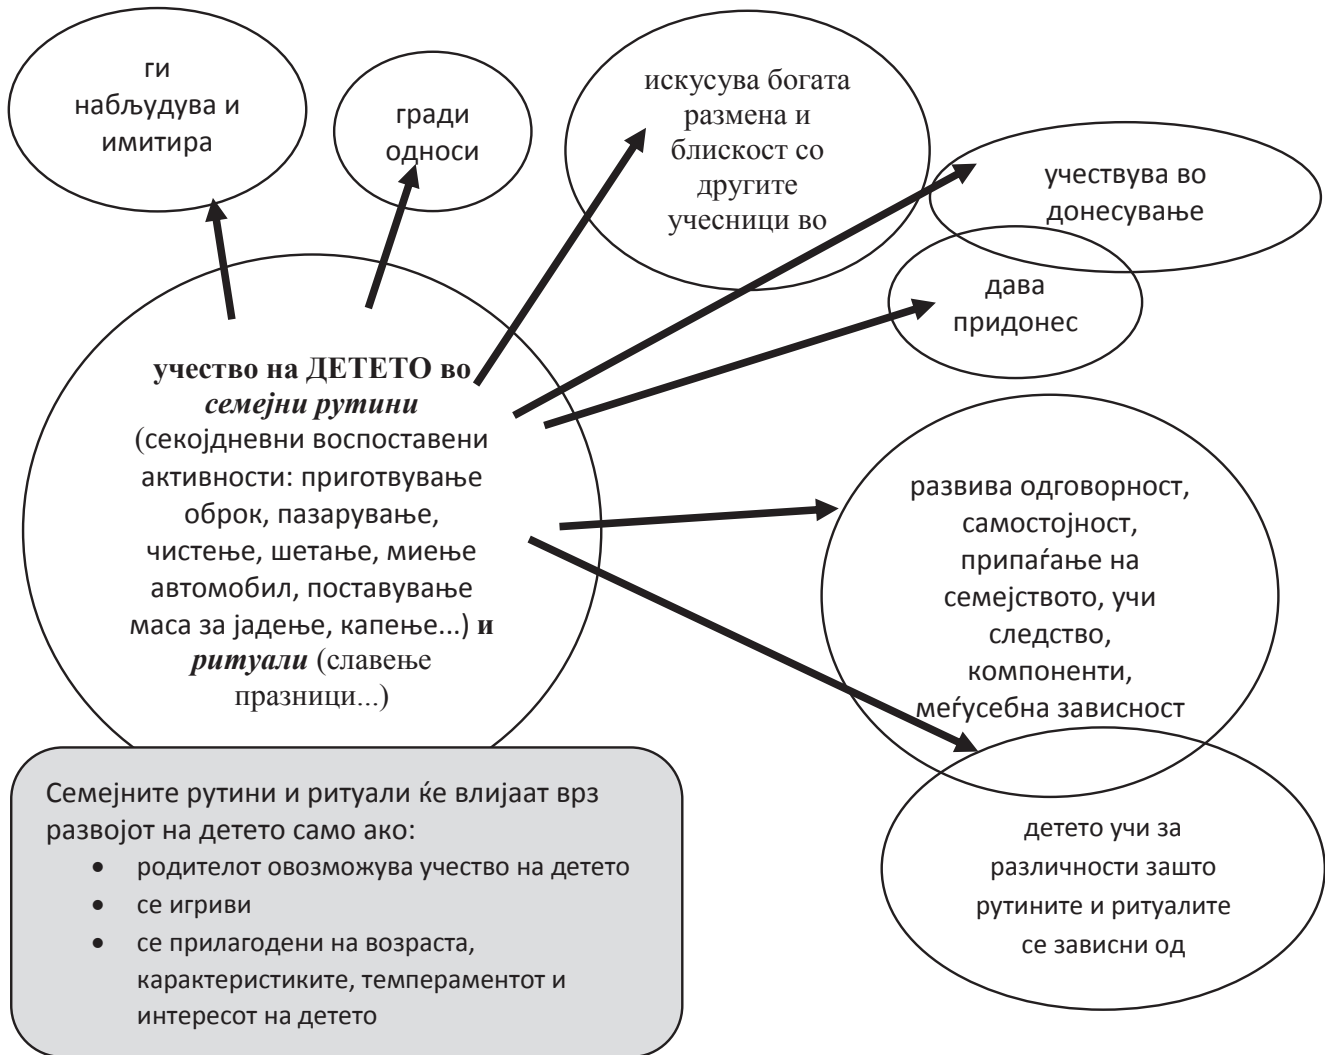 ги
набљудува и
имитира
гради
односи
искусува богата
размена и
блискост со
другите
учесници во
учествува во
донесување
дава
придонес
учество на ДЕТЕТО во
семејни рутини
(секојдневни воспоставени
активности: приготвување
оброк, пазарување,
чистење, шетање, миење
автомобил, поставување
маса за јадење, капење...) и
ритуали (славење
празници...)
развива одговорност,
самостојност,
припаѓање на
семејството, учи
следство,
компоненти,
меѓусебна зависност
детето учи за
различности зашто
рутините и ритуалите
се зависни од
Семејните рутини и ритуали ќе влијаат врз
развојот на детето само ако:
• родителот овозможува учество на детето
• се игриви
• се прилагодени на возраста,
карактеристиките, темпераментот и
интересот на детето